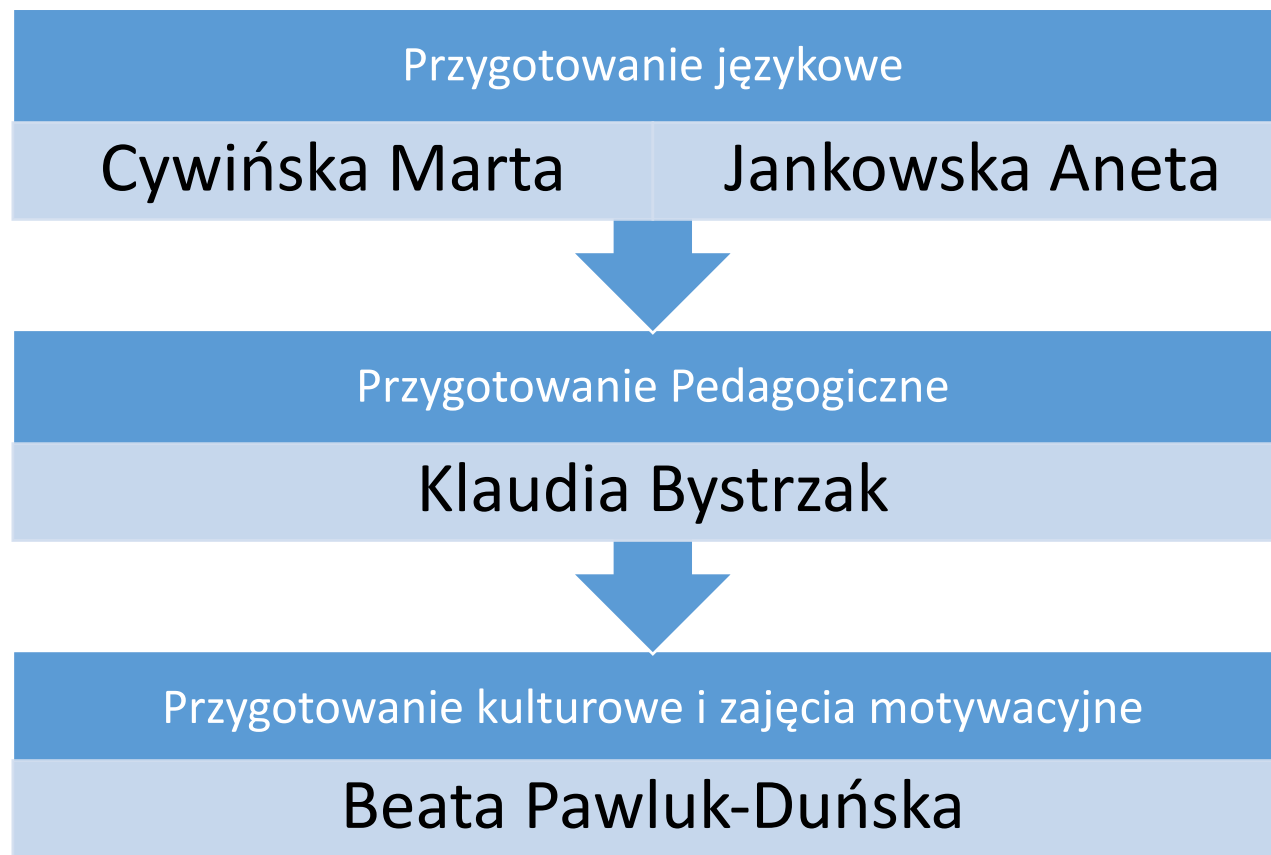 Przygotowanie językowe
Cywińska Marta Jankowska Aneta
Przygotowanie Pedagogiczne
Klaudia Bystrzak
Przygotowanie kulturowe i zajęcia motywacyjne
Beata Pawluk-Duńska